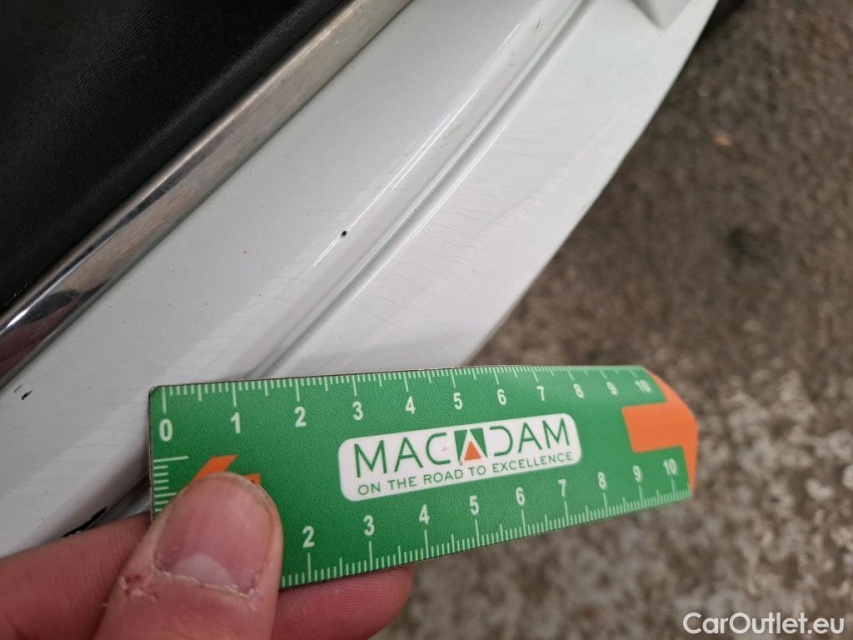 0 1 2 3 4 5 6 7 8 9 10
MACADAM
ON THE ROAD TO EXCELLENCE
2 3 4 5 6 7 8 9 10
CarOutlet.eu